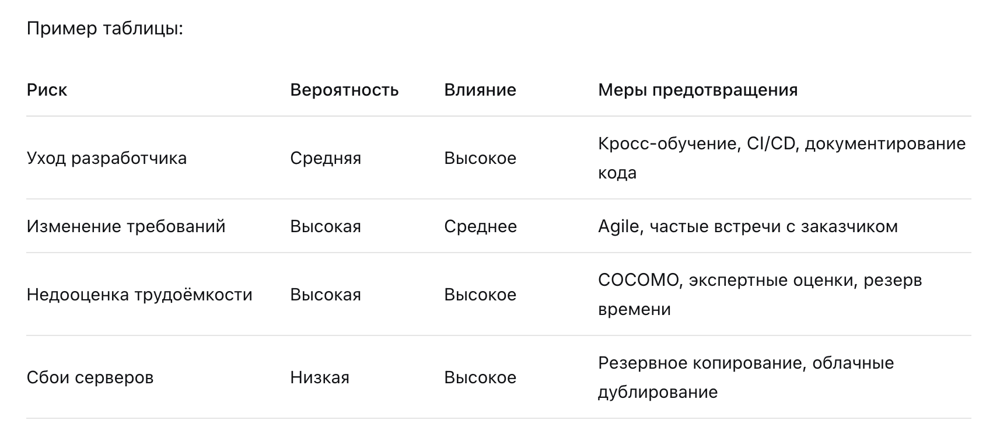 Пример таблицы:
Риск Вероятность Влияние Меры предотвращения
Уход разработчика Средняя Высокое Кросс-обучение, CI/CD, документирование
кода
Изменение требований Высокая Среднее Agile, частые встречи с заказчиком
Недооценка трудоёмкости Высокая Высокое COCOMO, экспертные оценки, резерв
времени
Сбои серверов Низкая Высокое Резервное копирование, облачные
дублирование